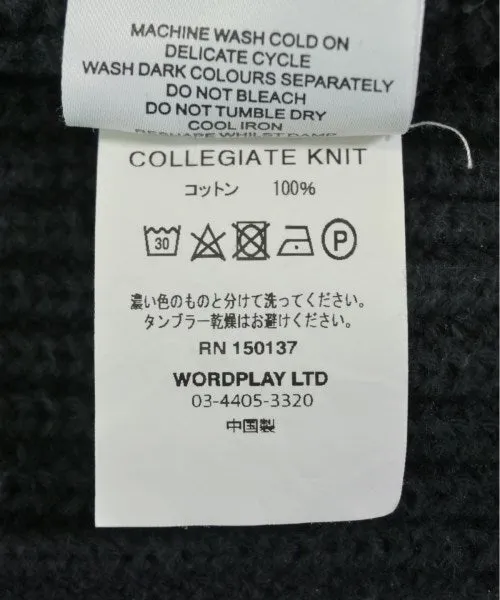 MACHINE WASH COLD ON
DELICATE CYCLE
WASH DARK COLOURS SEPARATELY
DO NOT BLEACH
DO NOT TUMBLE DRY
COOL IRON
RESHAPE WHILST DAMP
COLLEGIATE KNIT
コットン 100%
30 P
濃い色のものと分けて洗ってください。
タンブラー乾燥はお避けください。
RN 150137
WORDPLAY LTD
03-4405-3320
中国製